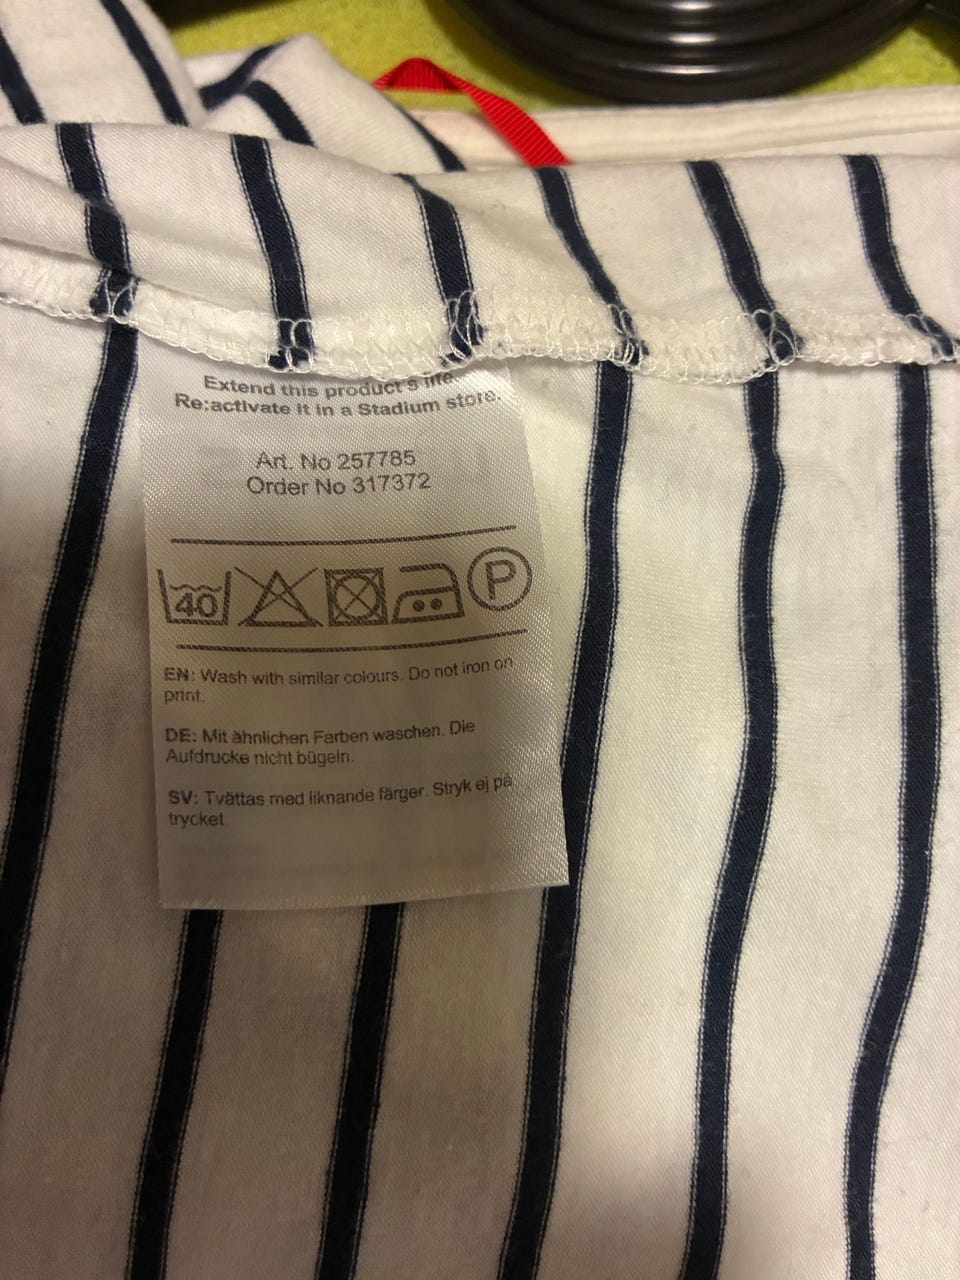 Extend this product's life.
Re:activate it in a Stadium store.
Art. No 257785
Order No 317372
40
P
EN: Wash with similar colours. Do not iron on
print.
DE: Mit ähnlichen Farben waschen. Die
Aufdrucke nicht bügeln.
SV: Tvättas med liknande färger. Stryk ej på
trycket